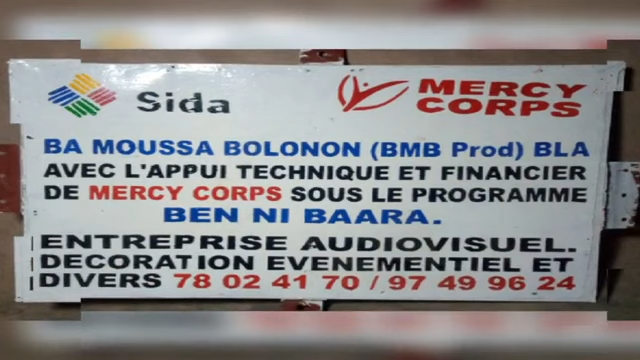 Sida
MERCY
CORPS
BA MOUSSA BOLONON (BMB Prod) BLA
AVEC L'APPUI TECHNIQUE ET FINANCIER
DE MERCY CORPS SOUS LE PROGRAMME
BEN NI BAARA.
ENTREPRISE AUDIOVISUEL.
DECORATION EVENEMENTIEL ET
DIVERS 78 02 41 70 / 97 49 96 24